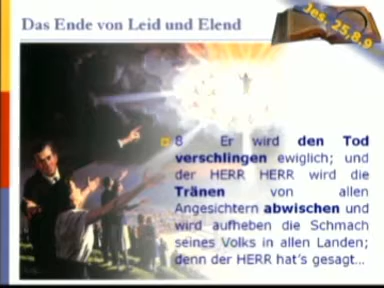 Das Ende von Leid und Elend
Jes. 25,8.9
8 Er wird den Tod
verschlingen ewiglich; und
der HERR HERR wird die
Tränen von allen
Angesichtern abwischen und
wird aufheben die Schmach
seines Volks in allen Landen;
denn der HERR hat's gesagt...